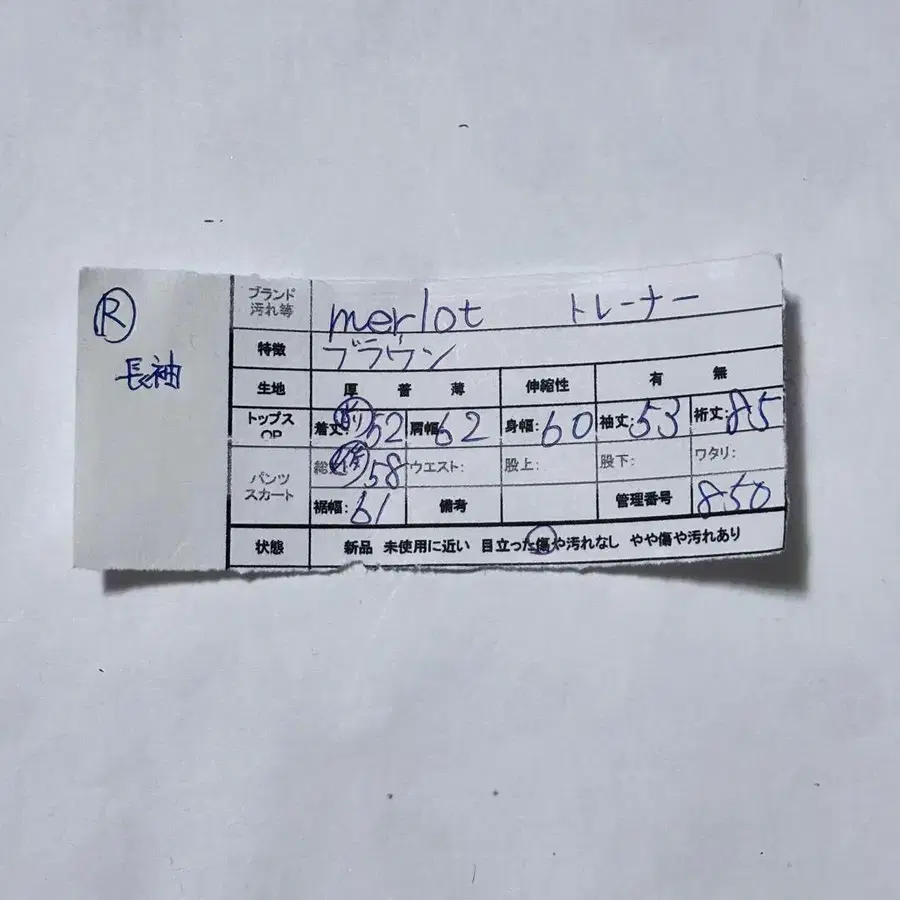 R
長袖
ブランド
汚れ等
merlot トレーナー
特徴
ブラウン
生地 厚 普 薄 伸縮性 有 無
トップス
OP
着丈: 前 52 肩幅 62 身幅: 60 袖丈: 53 裄丈: 85
パンツ
スカート
後 58 ウエスト: 股上: 股下: ワタリ:
裾幅: 61 備考 管理番号 850
状態 新品 未使用に近い 目立った傷や汚れなし やや傷や汚れあり